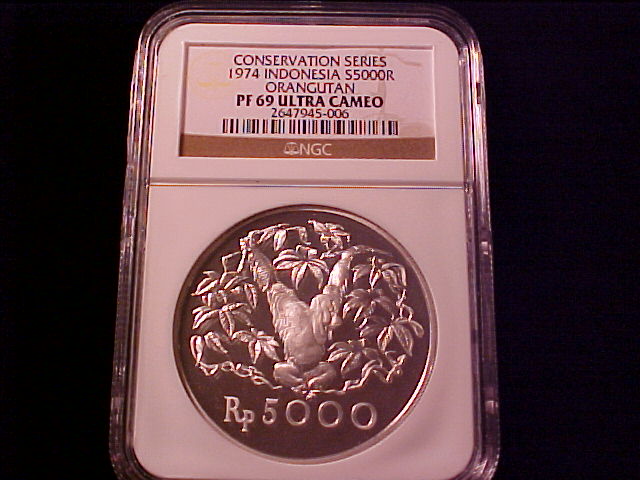 CONSERVATION SERIES
1974 INDONESIA S5000R
ORANGUTAN
PF 69 ULTRA CAMEO
2647945-006
NGC
Rp 5000